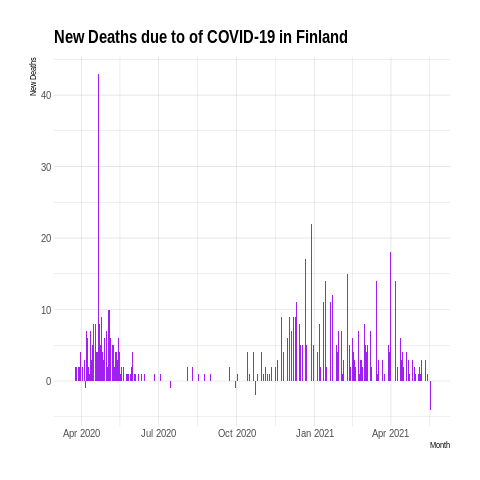 New Deaths due to of COVID-19 in Finland
New Deaths
40
30
20
10
0
Apr 2020 Jul 2020 Oct 2020 Jan 2021 Apr 2021
Month